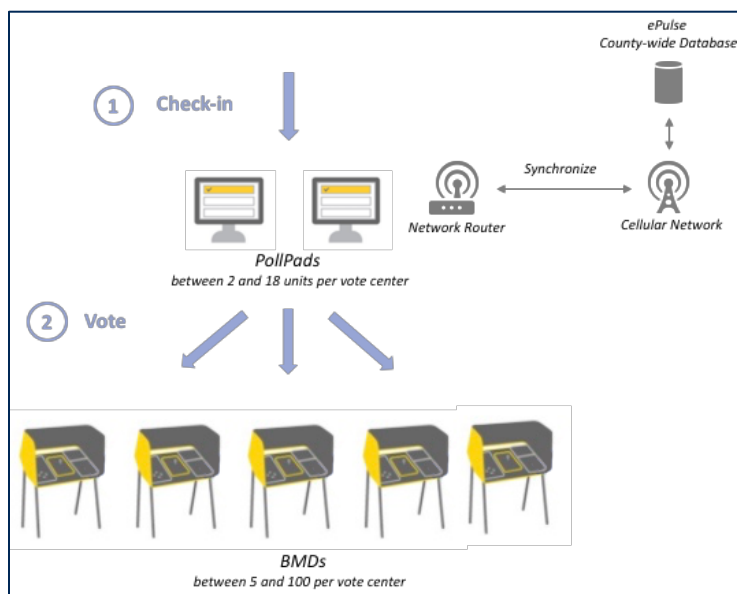 ePulse
County-wide Database
1 Check-in
Synchronize
Network Router
Cellular Network
PollPads
between 2 and 18 units per vote center
2 Vote
BMDs
between 5 and 100 per vote center